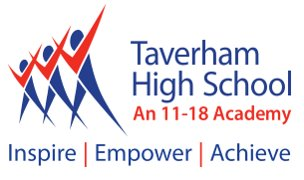 Taverham
High School
An 11-18 Academy
Inspire | Empower | Achieve